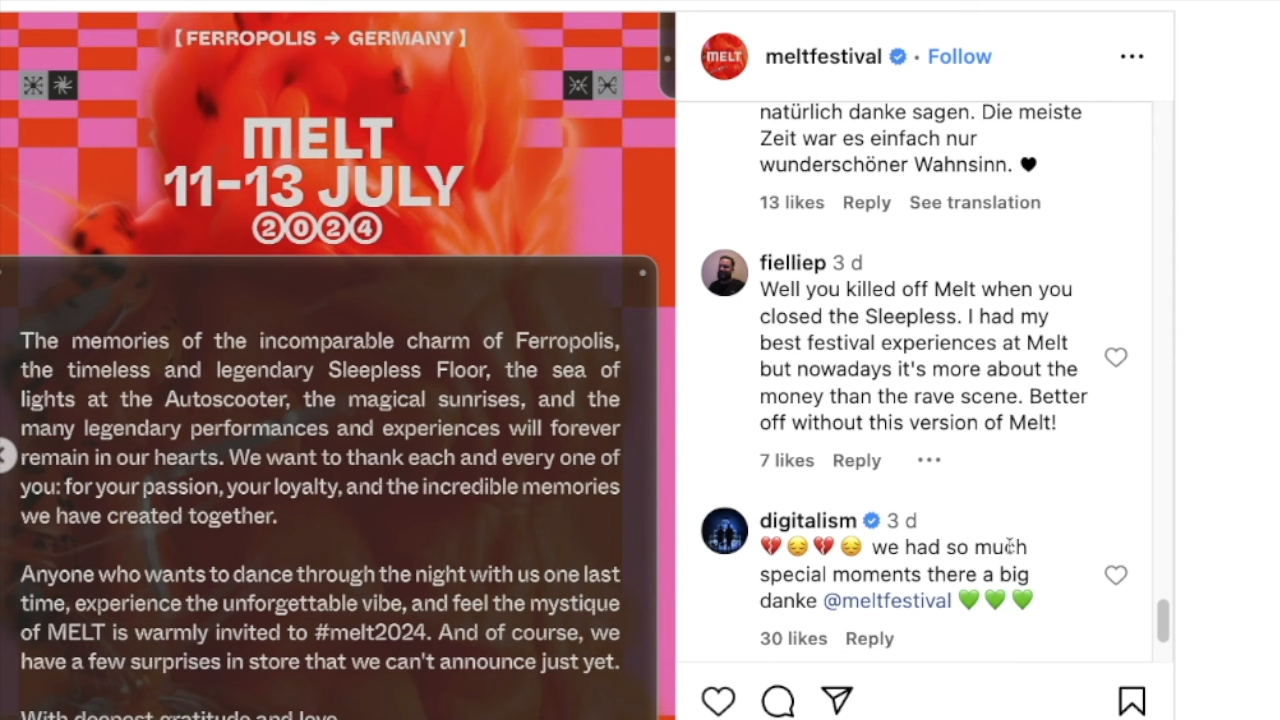 [ FERROPOLIS → GERMANY ]
MELT
11-13 JULY
2024
The memories of the incomparable charm of Ferropolis,
the timeless and legendary Sleepless Floor, the sea of
lights at the Autoscooter, the magical sunrises, and the
many legendary performances and experiences will forever
remain in our hearts. We want to thank each and every one of
you: for your passion, your loyalty, and the incredible memories
we have created together.
Anyone who wants to dance through the night with us one last
time, experience the unforgettable vibe, and feel the mystique
of MELT is warmly invited to #melt2024. And of course, we
have a few surprises in store that we can't announce just yet.
With deepest gratitude and love
MELT
meltfestival • Follow
natürlich danke sagen. Die meiste
Zeit war es einfach nur
wunderschöner Wahnsinn. 🖤
13 likes Reply See translation
fielliep 3 d
Well you killed off Melt when you
closed the Sleepless. I had my
best festival experiences at Melt
but nowadays it's more about the
money than the rave scene. Better
off without this version of Melt!
7 likes Reply
digitalism 3 d
💔 😔 💔 😔 we had so much
special moments there a big
danke @meltfestival 💚 💚 💚
30 likes Reply